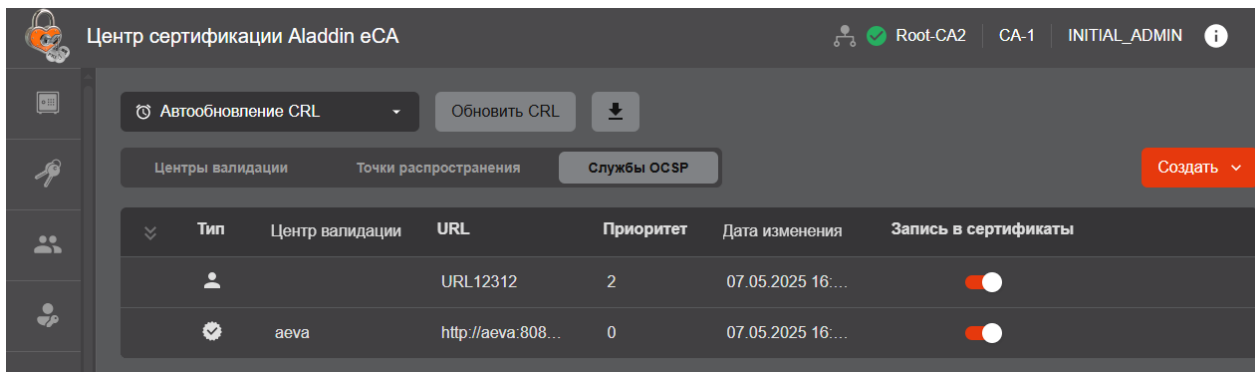 Центр сертификации Aladdin eCA Root-CA2 CA-1 INITIAL_ADMIN
Автообновление CRL Обновить CRL
Центры валидации Точки распространения Службы OCSP Создать
Тип Центр валидации URL Приоритет Дата изменения Запись в сертификаты
URL12312 2 07.05.2025 16:...
aeva http://aeva:808... 0 07.05.2025 16:...